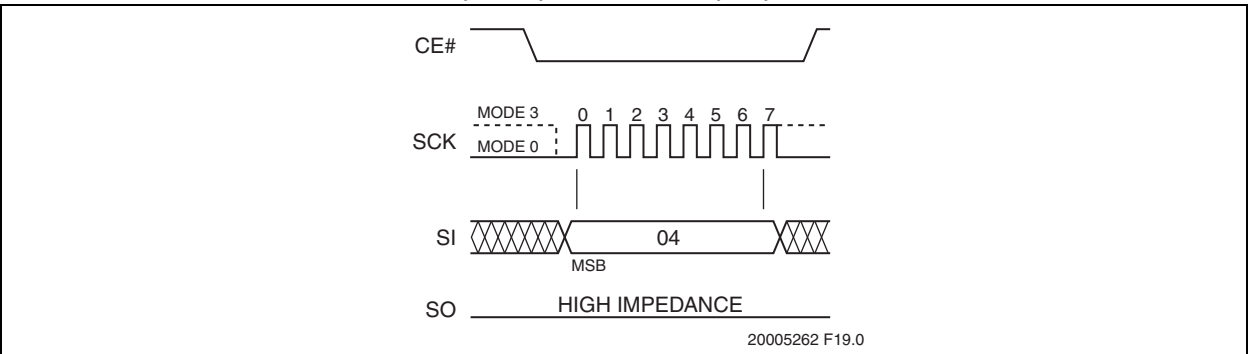 CE#
MODE 3
0 1 2 3 4 5 6 7
SCK
MODE 0
SI
04
MSB
SO
HIGH IMPEDANCE
20005262 F19.0